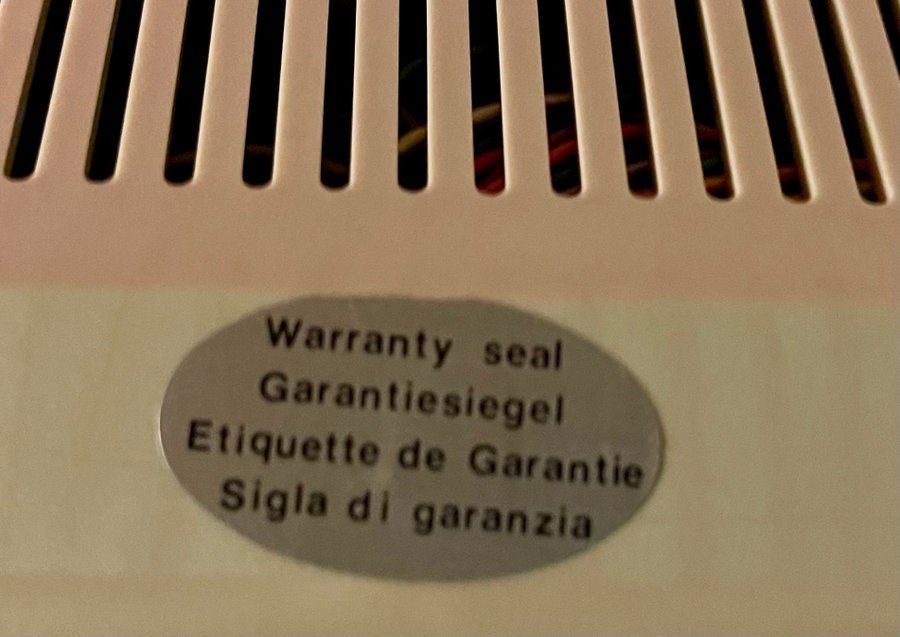 Warranty seal
Garantiesiegel
Etiquette de Garantie
Sigla di garanzia